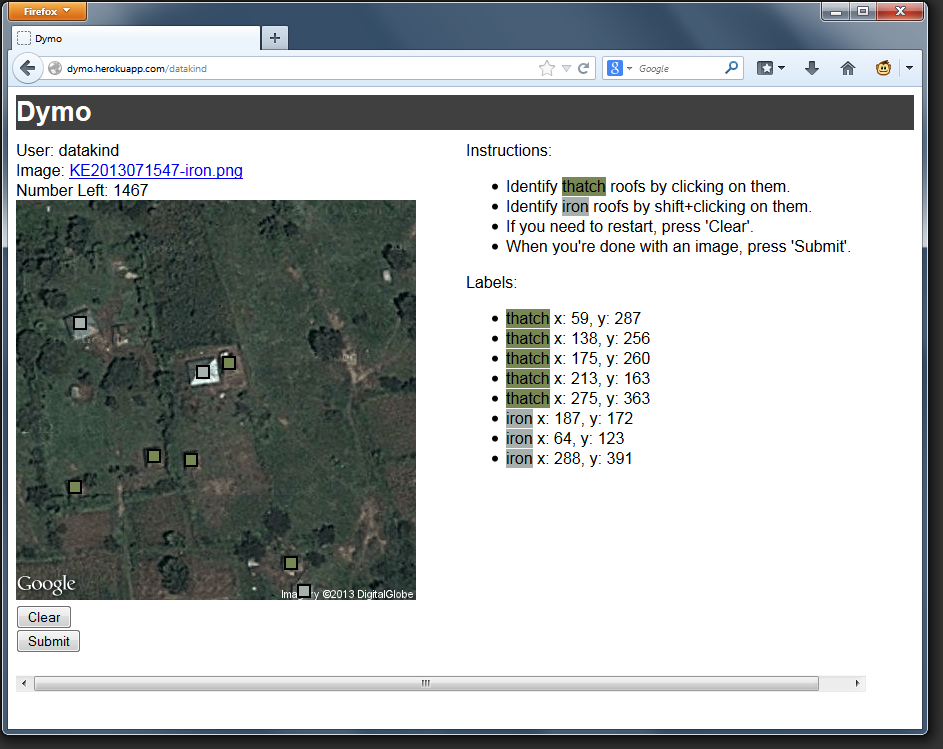 Firefox
Dymo
dymo.herokuapp.com/datakind
Google
Dymo
User: datakind
Image: KE2013071547-iron.png
Number Left: 1467
Google
©2013 DigitalGlobe
Clear
Submit
Instructions:
Identify thatch roofs by clicking on them.
Identify iron roofs by shift+clicking on them.
If you need to restart, press 'Clear'.
When you're done with an image, press 'Submit'.
Labels:
thatch x: 59, y: 287
thatch x: 138, y: 256
thatch x: 175, y: 260
thatch x: 213, y: 163
thatch x: 275, y: 363
iron x: 187, y: 172
iron x: 64, y: 123
iron x: 288, y: 391